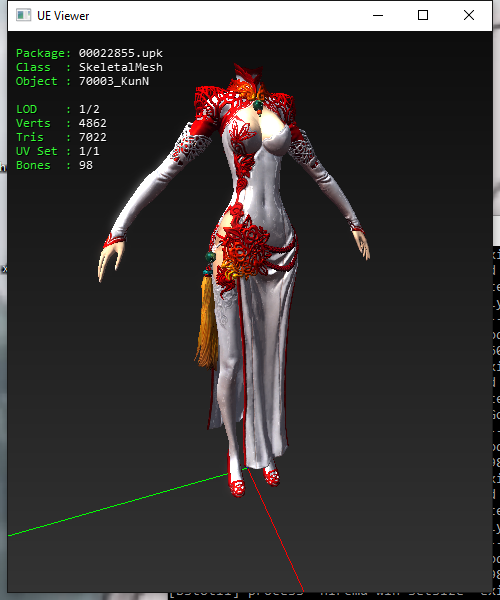 UE Viewer
Package: 00022855.upk
Class  : SkeletalMesh
Object : 70003_KunN
LOD    : 1/2
Verts  : 4862
Tris   : 7022
UV Set : 1/1
Bones  : 98